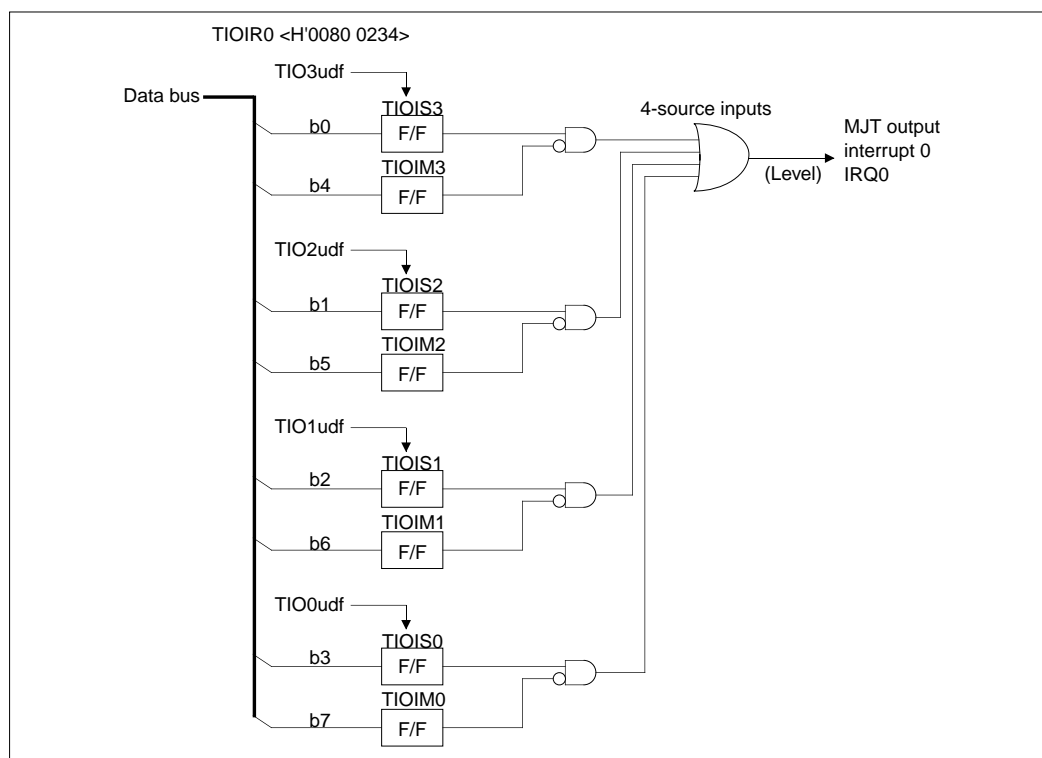 TIOIR0 <H'0080 0234>
TIO3udf
Data bus
TIOIS3
b0
F/F
TIOIM3
b4
F/F
4-source inputs
MJT output
interrupt 0
IRQ0
(Level)
TIO2udf
TIOIS2
b1
F/F
TIOIM2
b5
F/F
TIO1udf
TIOIS1
b2
F/F
TIOIM1
b6
F/F
TIO0udf
TIOIS0
b3
F/F
TIOIM0
b7
F/F